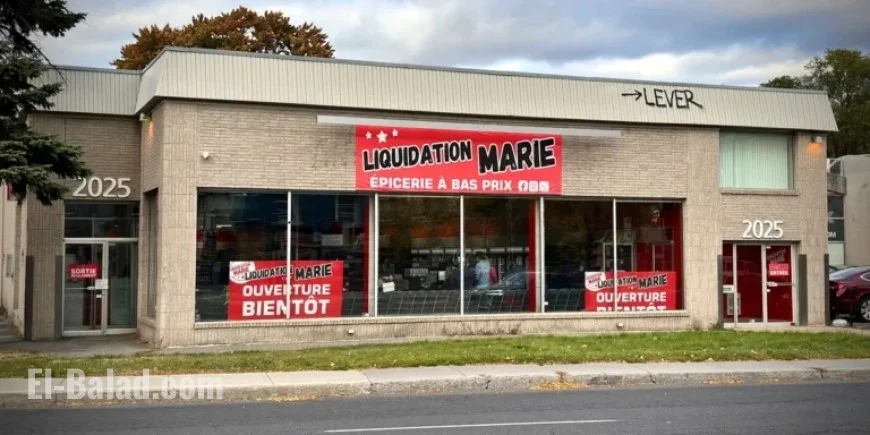 →LEVER
LIQUIDATION MARIE
ÉPICERIE À BAS PRIX
2025
2025
SORTIE
LIQUIDATION MARIE
OUVERTURE
BIENTÔT
LIQUIDATION MARIE
OUVERTURE
BIENTÔT
El-Balad.com